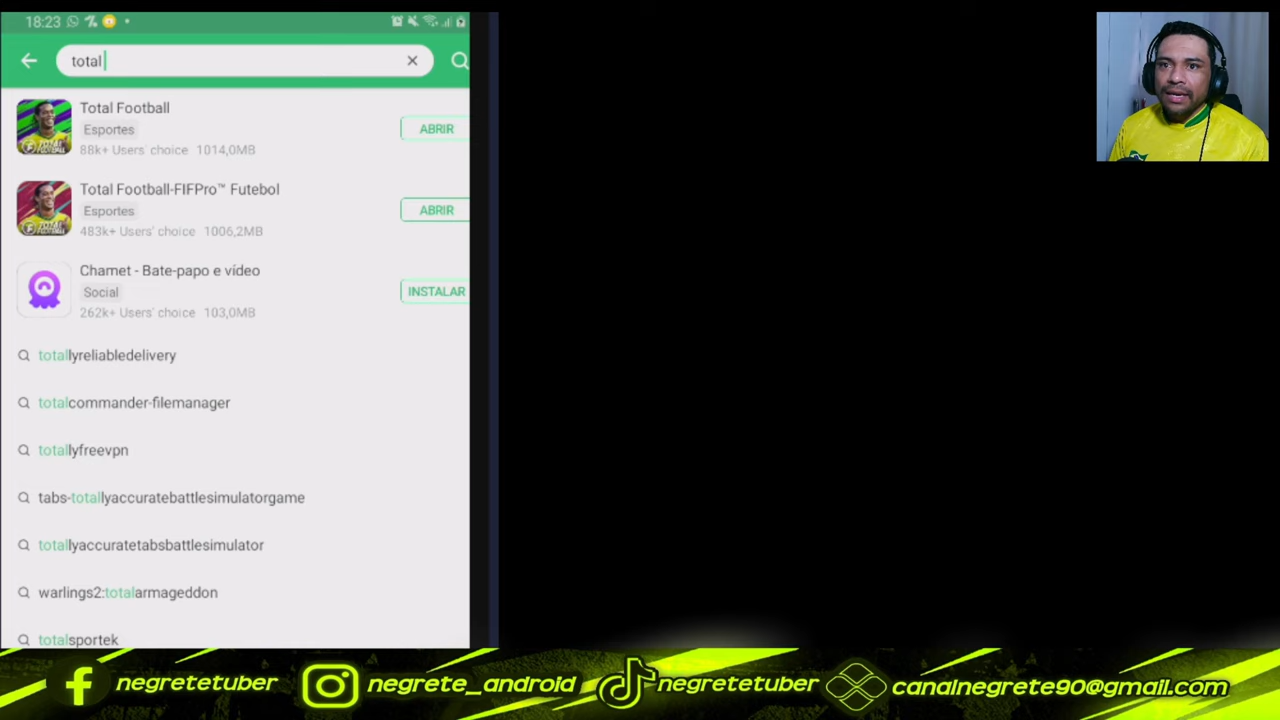 18:23
total
Total Football
Esportes
88k+ Users' choice 1014,0MB
ABRIR
Total Football-FIFPro™ Futebol
Esportes
483k+ Users' choice 1006,2MB
ABRIR
Chamet - Bate-papo e vídeo
Social
262k+ Users' choice 103,0MB
INSTALAR
totallyreliabledelivery
totalcommander-filemanager
totallyfreevpn
tabs-totallyaccuratebattlesimulatorgame
totallyaccuratetabsbattlesimulator
warlings2:totalarmageddon
totalsportek
negretetuber negrete_android negretetuber canalnegrete90@gmail.com